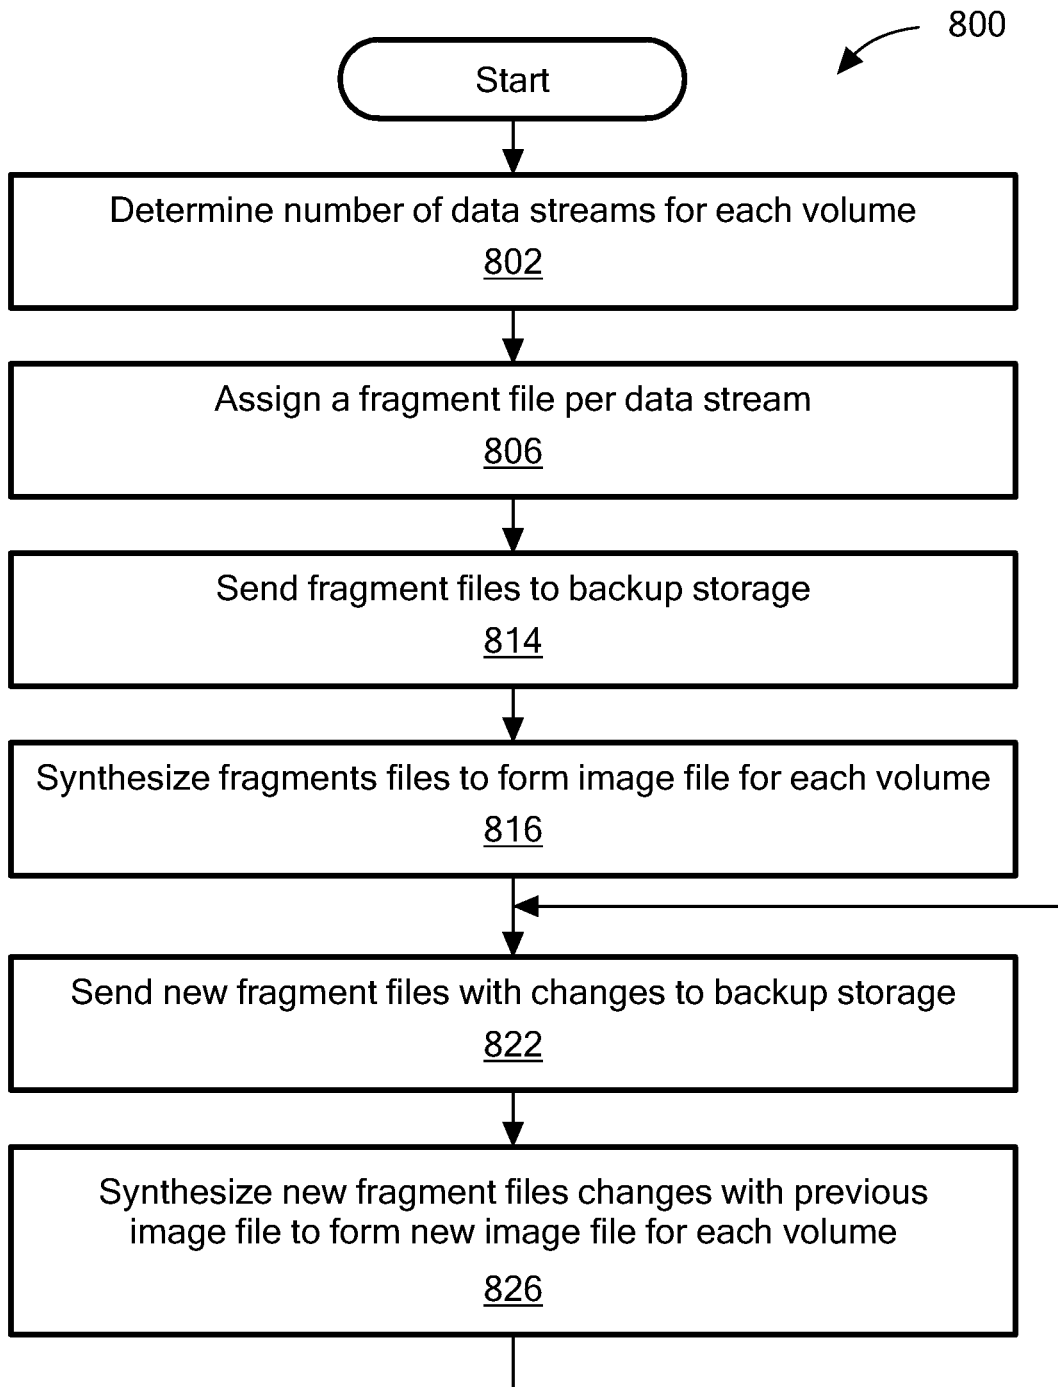 800
Start
Determine number of data streams for each volume
802
Assign a fragment file per data stream
806
Send fragment files to backup storage
814
Synthesize fragments files to form image file for each volume
816
Send new fragment files with changes to backup storage
822
Synthesize new fragment files changes with previous
image file to form new image file for each volume
826